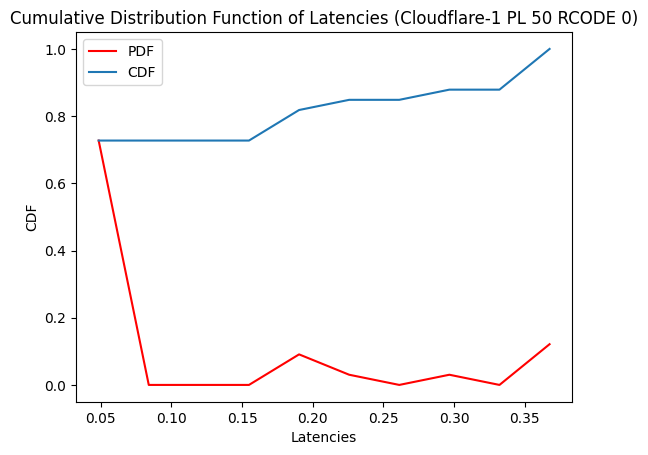 Cumulative Distribution Function of Latencies (Cloudflare-1 PL 50 RCODE 0)
PDF
CDF
1.0
0.8
0.6
0.4
0.2
0.0
CDF
0.05 0.10 0.15 0.20 0.25 0.30 0.35
Latencies